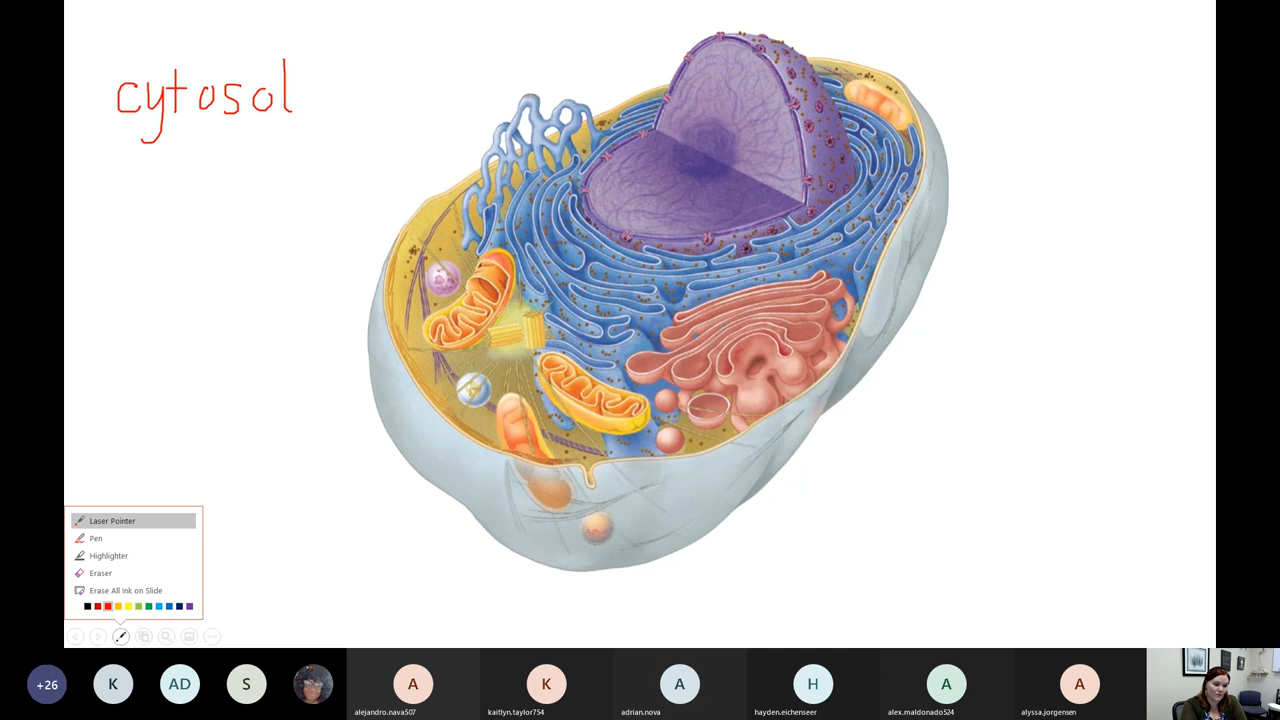 cytosol
Laser Pointer
Pen
Highlighter
Eraser
Erase All Ink on Slide
+26
K
AD
S
A
K
A
H
A
A
alejandro.nava507
kaitlyn.taylor754
adrian.nova
hayden.eichenseer
alex.maldonado524
alyssa.jorgensen